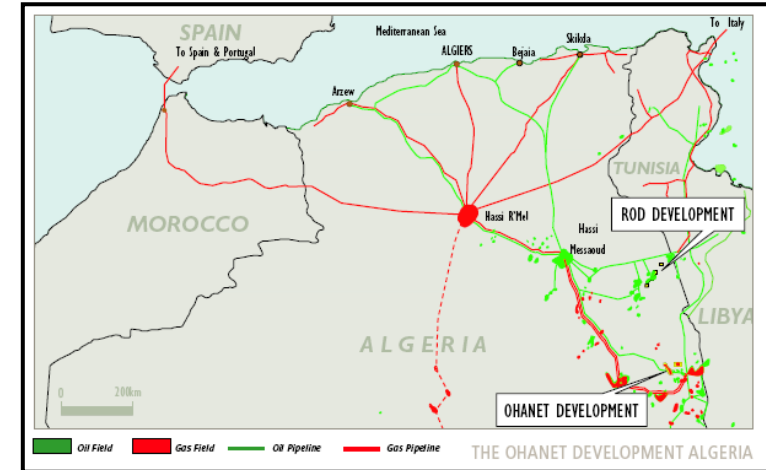 SPAIN
To Spain & Portugal
Mediterranean Sea
To Italy
ALGIERS
Bejaia
Skikda
Arzew
TUNISIA
ROD DEVELOPMENT
MOROCCO
Hassi R'Mel
Hassi
Messaoud
LIBYA
ALGERIA
0 200km
OHANET DEVELOPMENT
Oil Field Gas Field Oil Pipeline Gas Pipeline THE OHANET DEVELOPMENT ALGERIA